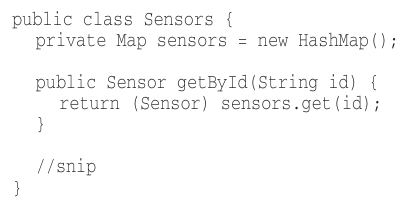 public class Sensors {
private Map sensors = new HashMap();
public Sensor getById(String id) {
return (Sensor) sensors.get(id);
}
//snip
}